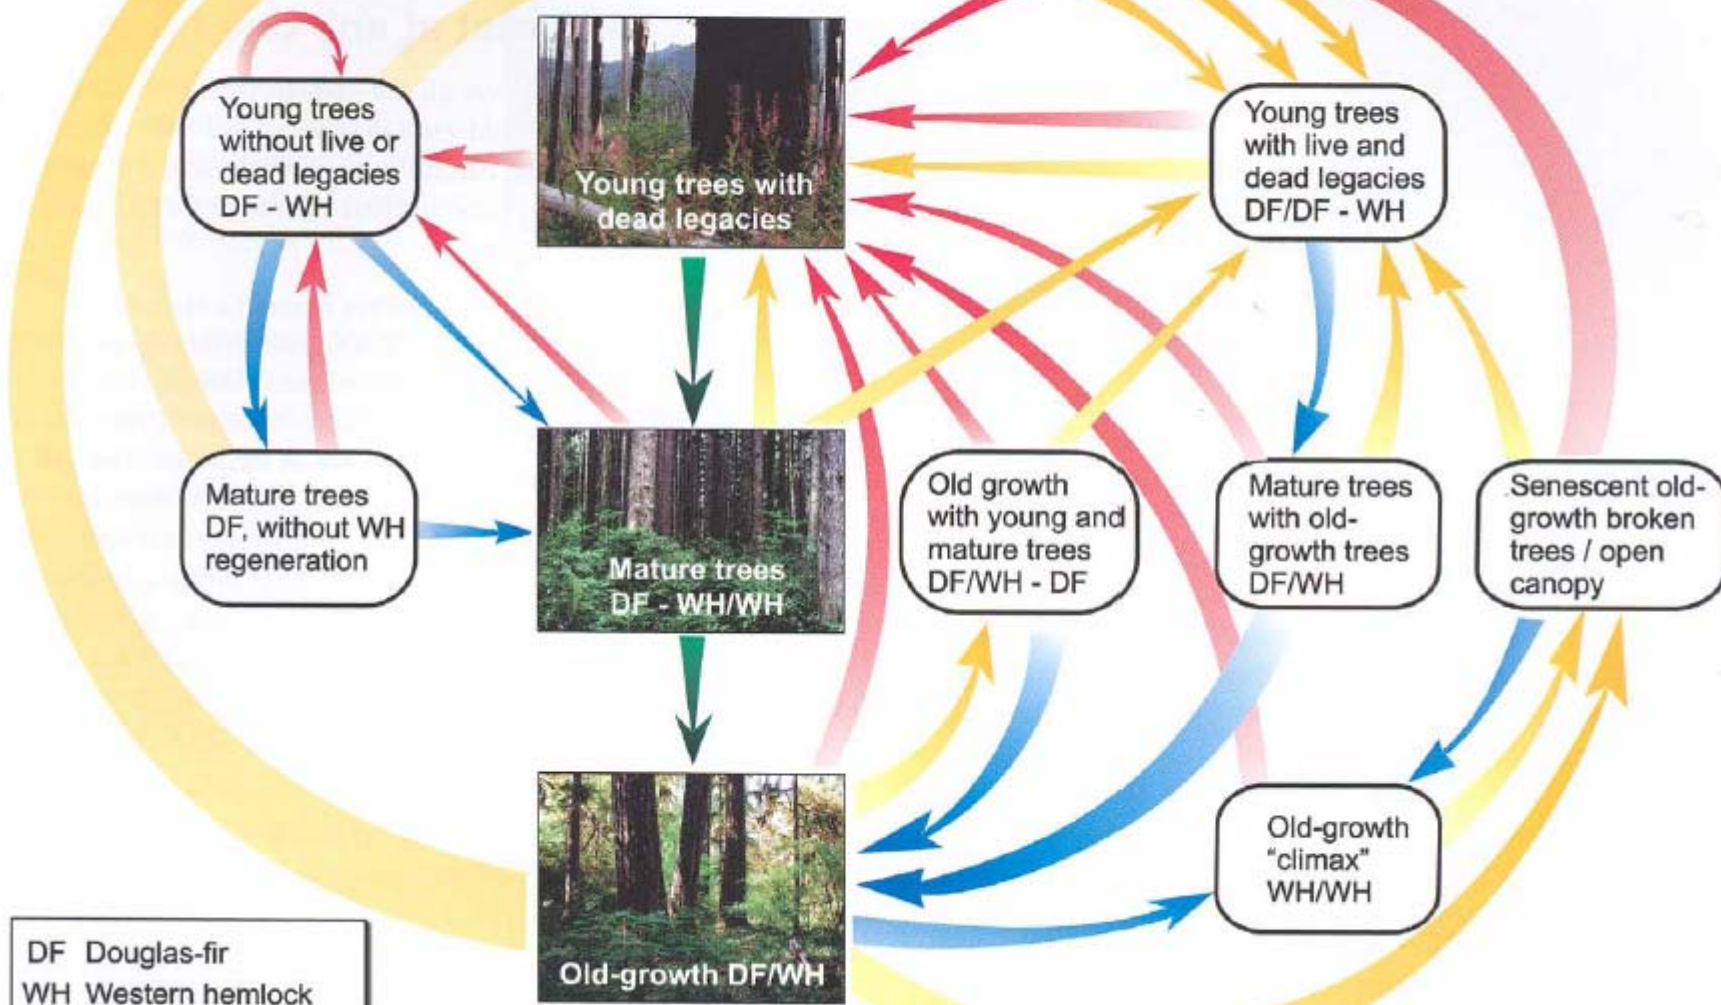 Young trees
without live or
dead legacies
DF - WH
Young trees with
dead legacies
Young trees
with live and
dead legacies
DF/DF - WH
Mature trees
DF, without WH
regeneration
Mature trees
DF - WH/WH
Old growth
with young and
mature trees
DF/WH - DF
Mature trees
with old-
growth trees
DF/WH
Senescent old-
growth broken
trees / open
canopy
Old-growth DF/WH
Old-growth
"climax"
WH/WH
DF Douglas-fir
WH Western hemlock